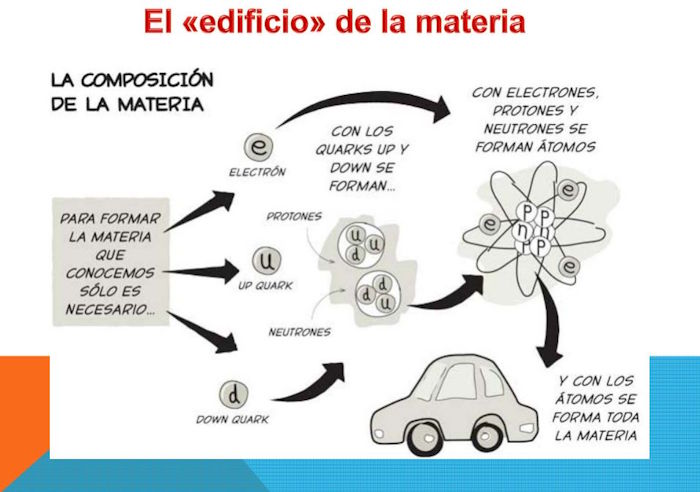 El «edificio» de la materia
LA COMPOSICIÓN
DE LA MATERIA
PARA FORMAR
LA MATERIA
QUE
CONOCEMOS
SÓLO ES
NECESARIO...
e
ELECTRÓN
u
UP QUARK
d
DOWN QUARK
CON LOS
QUARKS UP Y
DOWN SE
FORMAN...
PROTONES
u
u
d
d
d
u
NEUTRONES
CON ELECTRONES,
PROTONES Y
NEUTRONES SE
FORMAN ÁTOMOS
e
e
e
P
P
n
n
P
P
Y CON LOS
ÁTOMOS SE
FORMA TODA
LA MATERIA